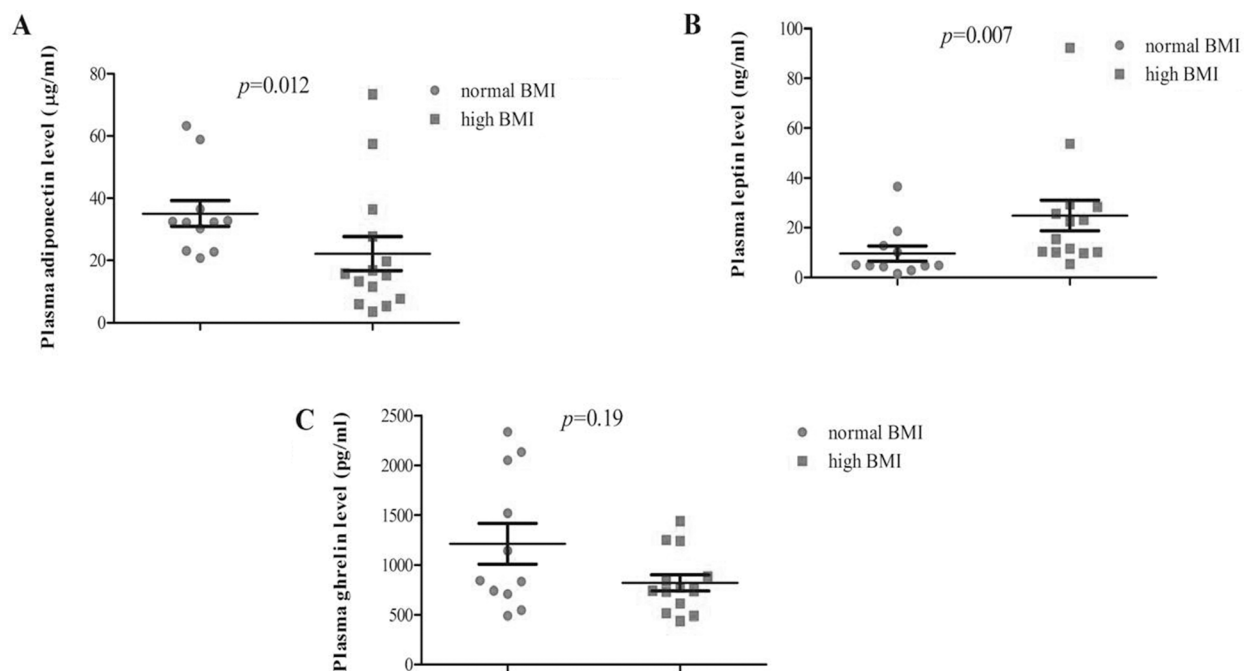 A
Plasma adiponectin level (μg/ml)
80
60
40
20
0
p=0.012
normal BMI
high BMI
B
Plasma leptin level (ng/ml)
100
80
60
40
20
0
p=0.007
normal BMI
high BMI
C
Plasma ghrelin level (pg/ml)
2500
2000
1500
1000
500
0
p=0.19
normal BMI
high BMI